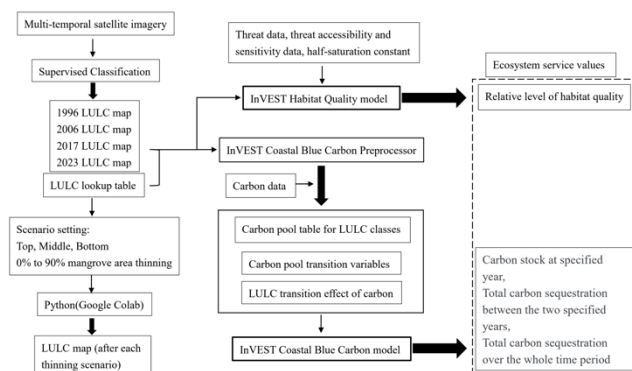 Multi-temporal satellite imagery
Supervised Classification
1996 LULC map
2006 LULC map
2017 LULC map
2023 LULC map
LULC lookup table
Scenario setting:
Top, Middle, Bottom
0% to 90% mangrove area thinning
Python(Google Colab)
LULC map (after each
thinning scenario)
Threat data, threat accessibility and
sensitivity data, half-saturation constant
InVEST Habitat Quality model
InVEST Coastal Blue Carbon Preprocessor
Carbon data
Carbon pool table for LULC classes
Carbon pool transition variables
LULC transition effect of carbon
InVEST Coastal Blue Carbon model
Ecosystem service values
Relative level of habitat quality
Carbon stock at specified
year,
Total carbon sequestration
between the two specified
years,
Total carbon sequestration
over the whole time period